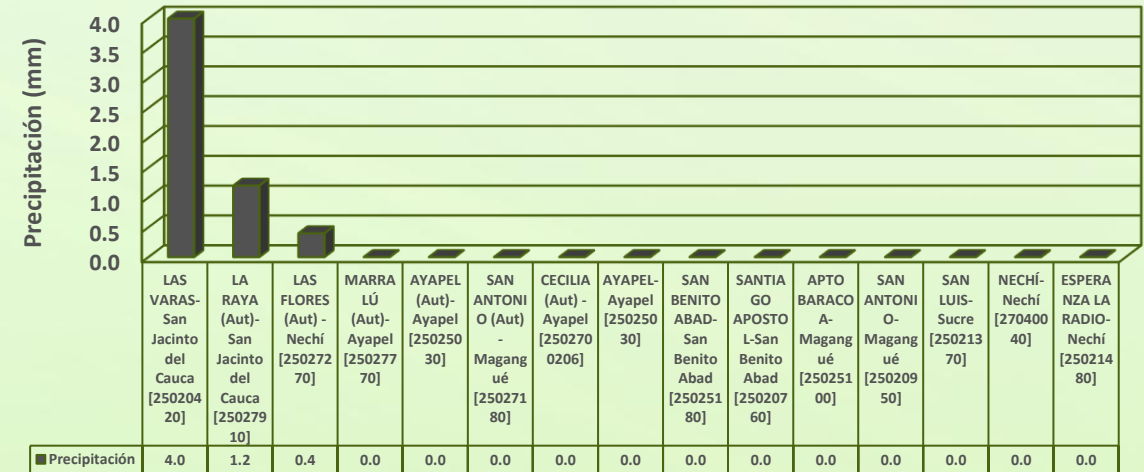 Precipitación (mm)
4.0
3.5
3.0
2.5
2.0
1.5
1.0
0.5
0.0
LAS
VARAS-
San
Jacinto
del
Cauca
[250204
20]
LA
RAYA
(Aut)-
San
Jacinto
del
Cauca
[250279
10]
LAS
FLORES
(Aut) -
Nechí
[250272
70]
MARRA
LÚ
(Aut)-
Ayapel
[250277
70]
AYAPEL
(Aut)-
Ayapel
[250250
30]
SAN
ANTONI
O (Aut)
-
Magang
ué
[250271
80]
CECILIA
(Aut) -
Ayapel
[250270
0206]
AYAPEL-
Ayapel
[250250
30]
SAN
BENITO
ABAD-
San
Benito
Abad
[250251
80]
SANTIA
GO
APOSTO
L-San
Benito
Abad
[250207
60]
APTO
BARACO
A-
Magang
ué
[250251
00]
SAN
ANTONI
O-
Magang
ué
[250209
50]
SAN
LUIS-
Sucre
[250213
70]
NECHÍ-
Nechí
[270400
40]
ESPERA
NZA LA
RADIO-
Nechí
[250214
80]
Precipitación 4.0 1.2 0.4 0.0 0.0 0.0 0.0 0.0 0.0 0.0 0.0 0.0 0.0 0.0 0.0